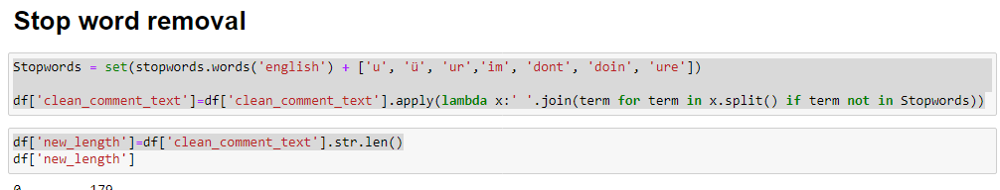 Stop word removal
Stopwords = set(stopwords.words('english') + ['u', 'ü', 'ur','im', 'dont', 'doin', 'ure'])
df['clean_comment_text']=df['clean_comment_text'].apply(lambda x:' '.join(term for term in x.split() if term not in Stopwords))
df['new_length']=df['clean_comment_text'].str.len()
df['new_length']
0 179